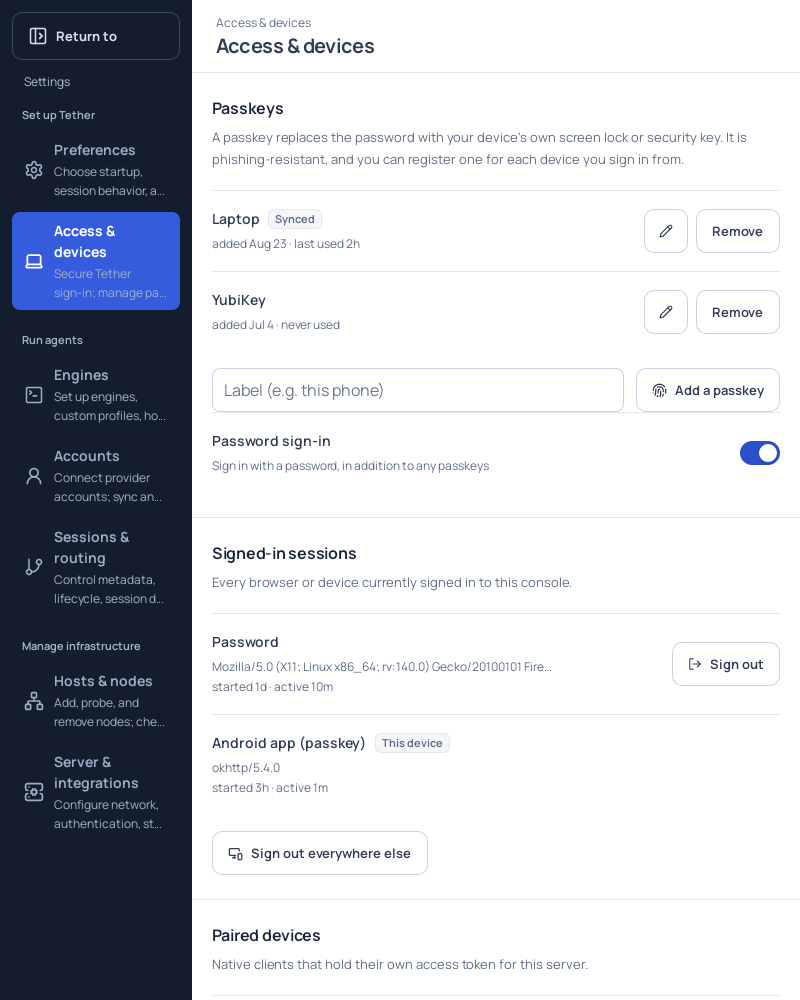 Return to
Settings
Set up Tether
Preferences
Choose startup,
session behavior, a...
Access &
devices
Secure Tether
sign-in; manage pa...
Run agents
Engines
Set up engines,
custom profiles, ho...
Accounts
Connect provider
accounts; sync an...
Sessions &
routing
Control metadata,
lifecycle, session d...
Manage infrastructure
Hosts & nodes
Add, probe, and
remove nodes; che...
Server &
integrations
Configure network,
authentication, st...
Access & devices
Access & devices
Passkeys
A passkey replaces the password with your device's own screen lock or security key. It is
phishing-resistant, and you can register one for each device you sign in from.
Laptop Synced
added Aug 23 · last used 2h
Remove
YubiKey
added Jul 4 · never used
Remove
Label (e.g. this phone)
Add a passkey
Password sign-in
Sign in with a password, in addition to any passkeys
Signed-in sessions
Every browser or device currently signed in to this console.
Password
Mozilla/5.0 (X11; Linux x86_64; rv:140.0) Gecko/20100101 Fire...
started 1d · active 10m
Sign out
Android app (passkey) This device
okhttp/5.4.0
started 3h · active 1m
Sign out everywhere else
Paired devices
Native clients that hold their own access token for this server.